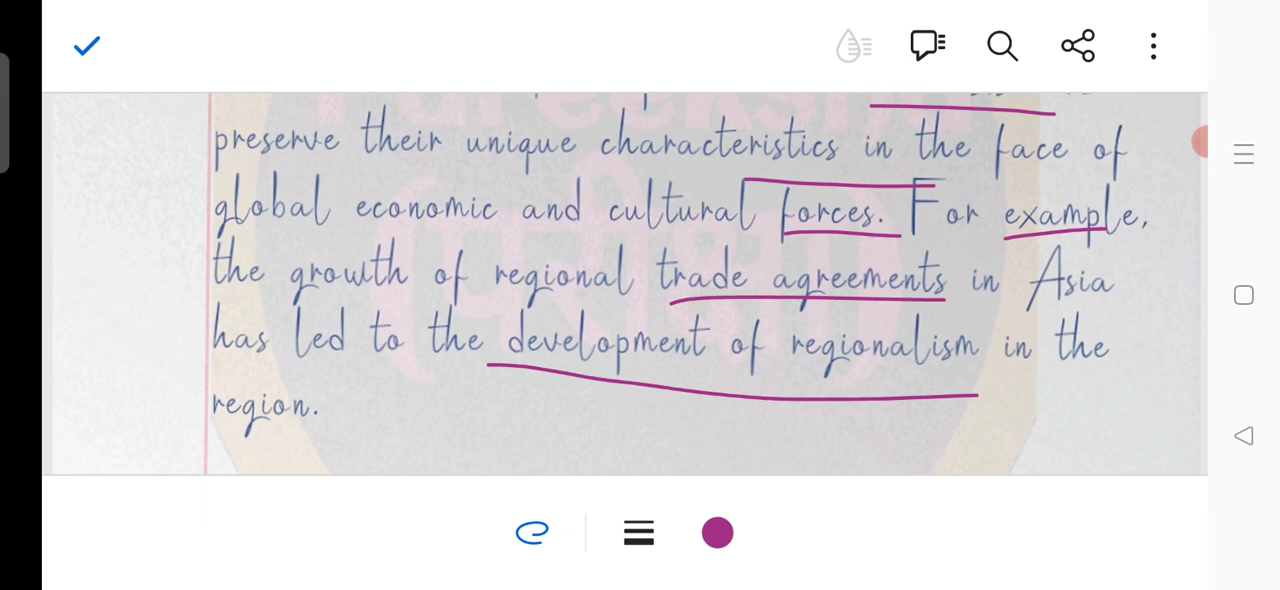 preserve their unique characteristics in the face of
global economic and cultural forces. For example,
the growth of regional trade agreements in Asia
has led to the development of regionalism in the
region.